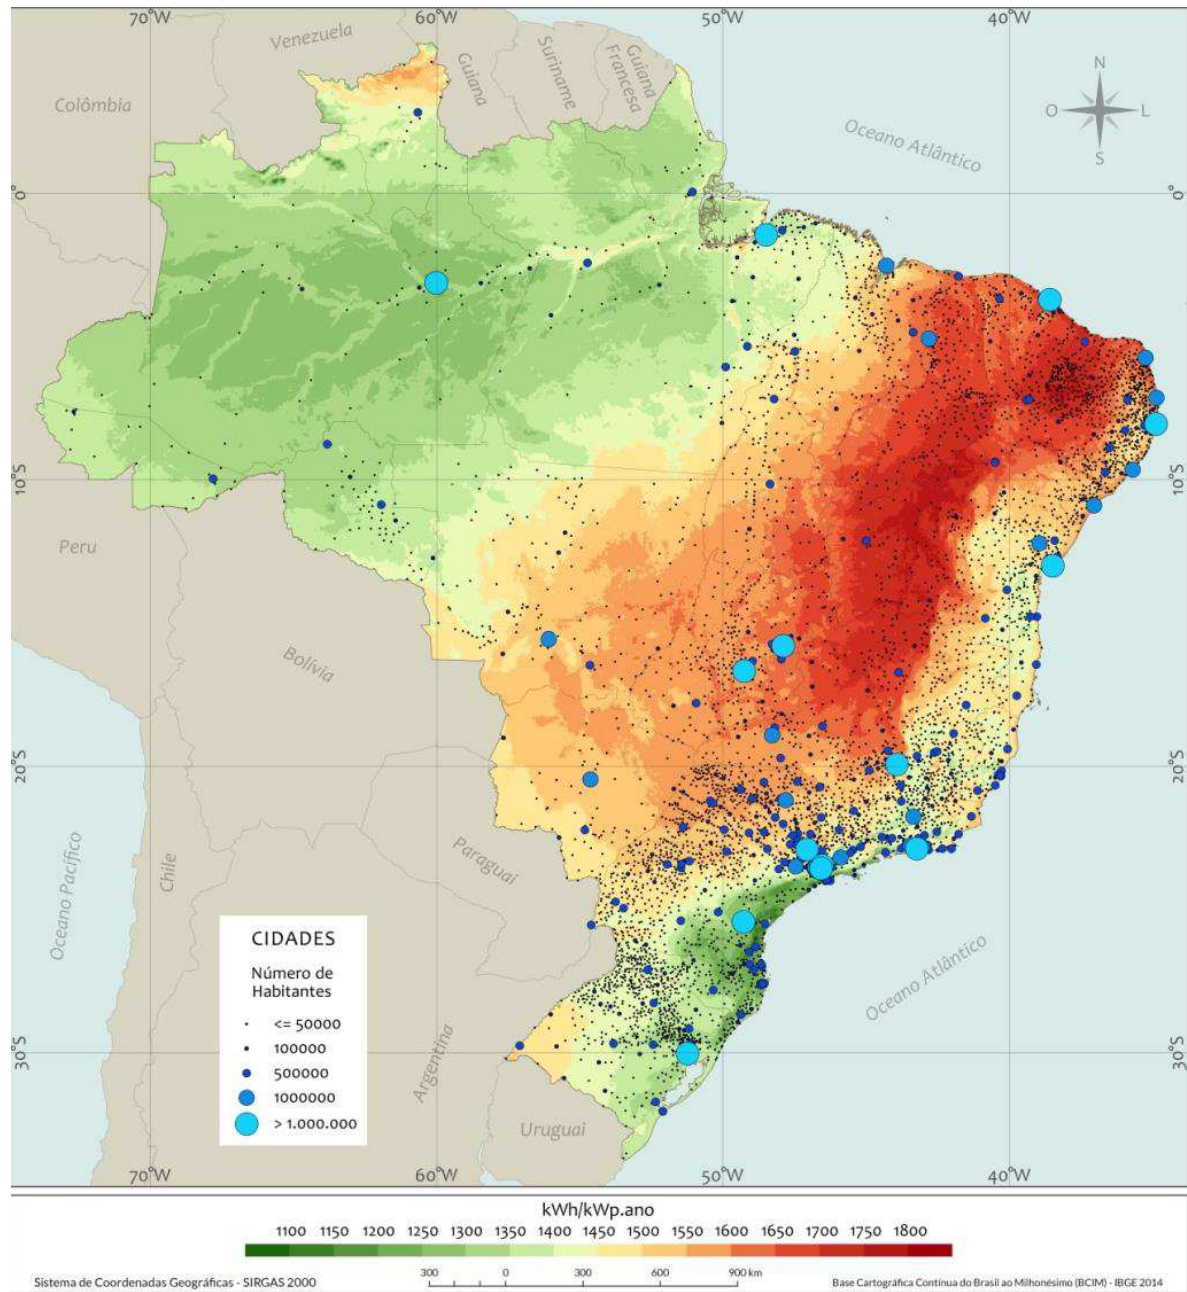 70°W 60°W 50°W 40°W
Venezuela
Guiana
Suriname
Guiana
Francesa
Colômbia
N
O L
S
Oceano Atlântico
0° 0°
10°S 10°S
Peru
Bolívia
20°S 20°S
Oceano Pacífico
Chile
Paraguai
CIDADES
Número de
Habitantes
<= 50000
100000
500000
1000000
> 1.000.000
Oceano Atlântico
30°S 30°S
Argentina
Uruguai
70°W 60°W 50°W 40°W
kWh/kWp.ano
1100 1150 1200 1250 1300 1350 1400 1450 1500 1550 1600 1650 1700 1750 1800
300 0 300 600 900 km
Sistema de Coordenadas Geográficas - SIRGAS 2000
Base Cartográfica Contínua do Brasil ao Milhonésimo (BCIM) - IBGE 2014